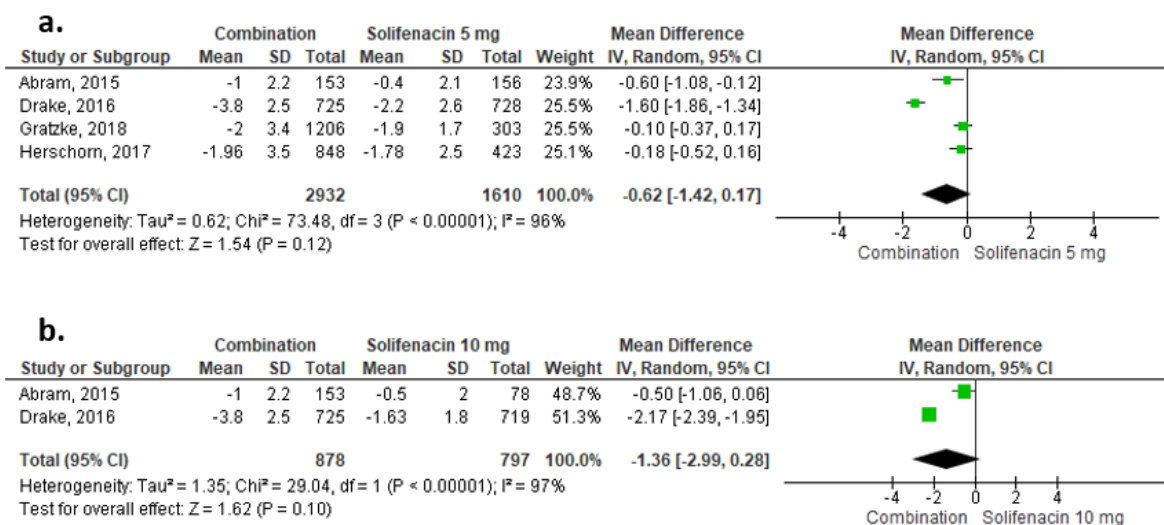 a.
Combination Solifenacin 5 mg Mean Difference Mean Difference
Study or Subgroup Mean SD Total Mean SD Total Weight IV, Random, 95% CI IV, Random, 95% CI
Abram, 2015 -1 2.2 153 -0.4 2.1 156 23.9% -0.60 [-1.08, -0.12]
Drake, 2016 -3.8 2.5 725 -2.2 2.6 728 25.5% -1.60 [-1.86, -1.34]
Gratzke, 2018 -2 3.4 1206 -1.9 1.7 303 25.5% -0.10 [-0.37, 0.17]
Herschorn, 2017 -1.96 3.5 848 -1.78 2.5 423 25.1% -0.18 [-0.52, 0.16]
Total (95% CI) 2932 1610 100.0% -0.62 [-1.42, 0.17]
Heterogeneity: Tau² = 0.62; Chi² = 73.48, df = 3 (P < 0.00001); I² = 96%
Test for overall effect: Z = 1.54 (P = 0.12)
-4 -2 0 2 4
Combination Solifenacin 5 mg
b.
Combination Solifenacin 10 mg Mean Difference Mean Difference
Study or Subgroup Mean SD Total Mean SD Total Weight IV, Random, 95% CI IV, Random, 95% CI
Abram, 2015 -1 2.2 153 -0.5 2 78 48.7% -0.50 [-1.06, 0.06]
Drake, 2016 -3.8 2.5 725 -1.63 1.8 719 51.3% -2.17 [-2.39, -1.95]
Total (95% CI) 878 797 100.0% -1.36 [-2.99, 0.28]
Heterogeneity: Tau² = 1.35; Chi² = 29.04, df = 1 (P < 0.00001); I² = 97%
Test for overall effect: Z = 1.62 (P = 0.10)
-4 -2 0 2 4
Combination Solifenacin 10 mg